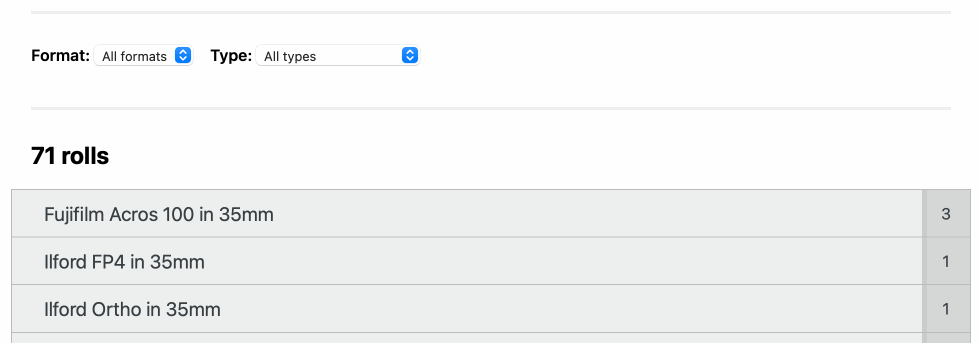 Format: All formats Type: All types
71 rolls
Fujifilm Acros 100 in 35mm 3
Ilford FP4 in 35mm 1
Ilford Ortho in 35mm 1